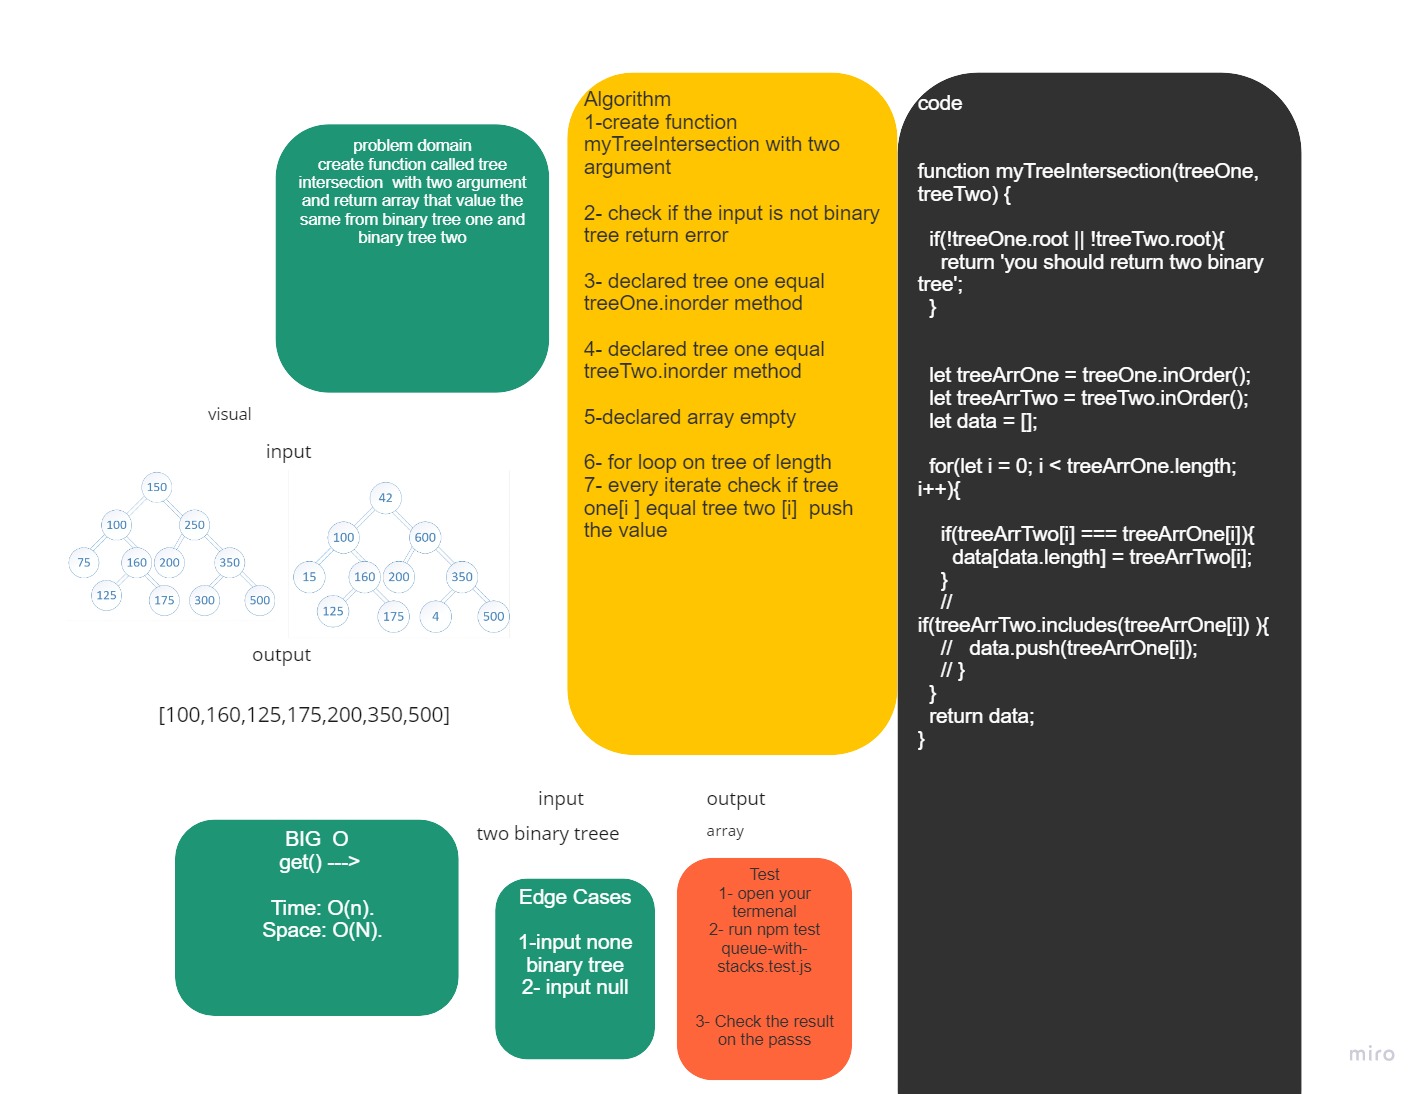 problem domain
create function called tree
intersection  with two argument
and return array that value the
same from binary tree one and
binary tree two
visual
input
150
100
250
75
160
200
350
125
175
300
500
42
100
600
15
160
200
350
125
175
4
500
output
[100,160,125,175,200,350,500]
Algorithm
1-create function
myTreeIntersection with two
argument
2- check if the input is not binary
tree return error
3- declared tree one equal
treeOne.inorder method
4- declared tree one equal
treeTwo.inorder method
5-declared array empty
6- for loop on tree of length
7- every iterate check if tree
one[i ] equal tree two [i]  push
the value
code
function myTreeIntersection(treeOne,
treeTwo) {
if(!treeOne.root || !treeTwo.root){
return 'you should return two binary
tree';
}
let treeArrOne = treeOne.inOrder();
let treeArrTwo = treeTwo.inOrder();
let data = [];
for(let i = 0; i < treeArrOne.length;
i++){
if(treeArrTwo[i] === treeArrOne[i]){
data[data.length] = treeArrTwo[i];
}
//
if(treeArrTwo.includes(treeArrOne[i]) ){
//   data.push(treeArrOne[i]);
// }
}
return data;
}
BIG  O
get() --->
Time: O(n).
Space: O(N).
input
two binary treee
output
array
Edge Cases
1-input none
binary tree
2- input null
Test
1- open your
termenal
2- run npm test
queue-with-
stacks.test.js
3- Check the result
on the passs
miro